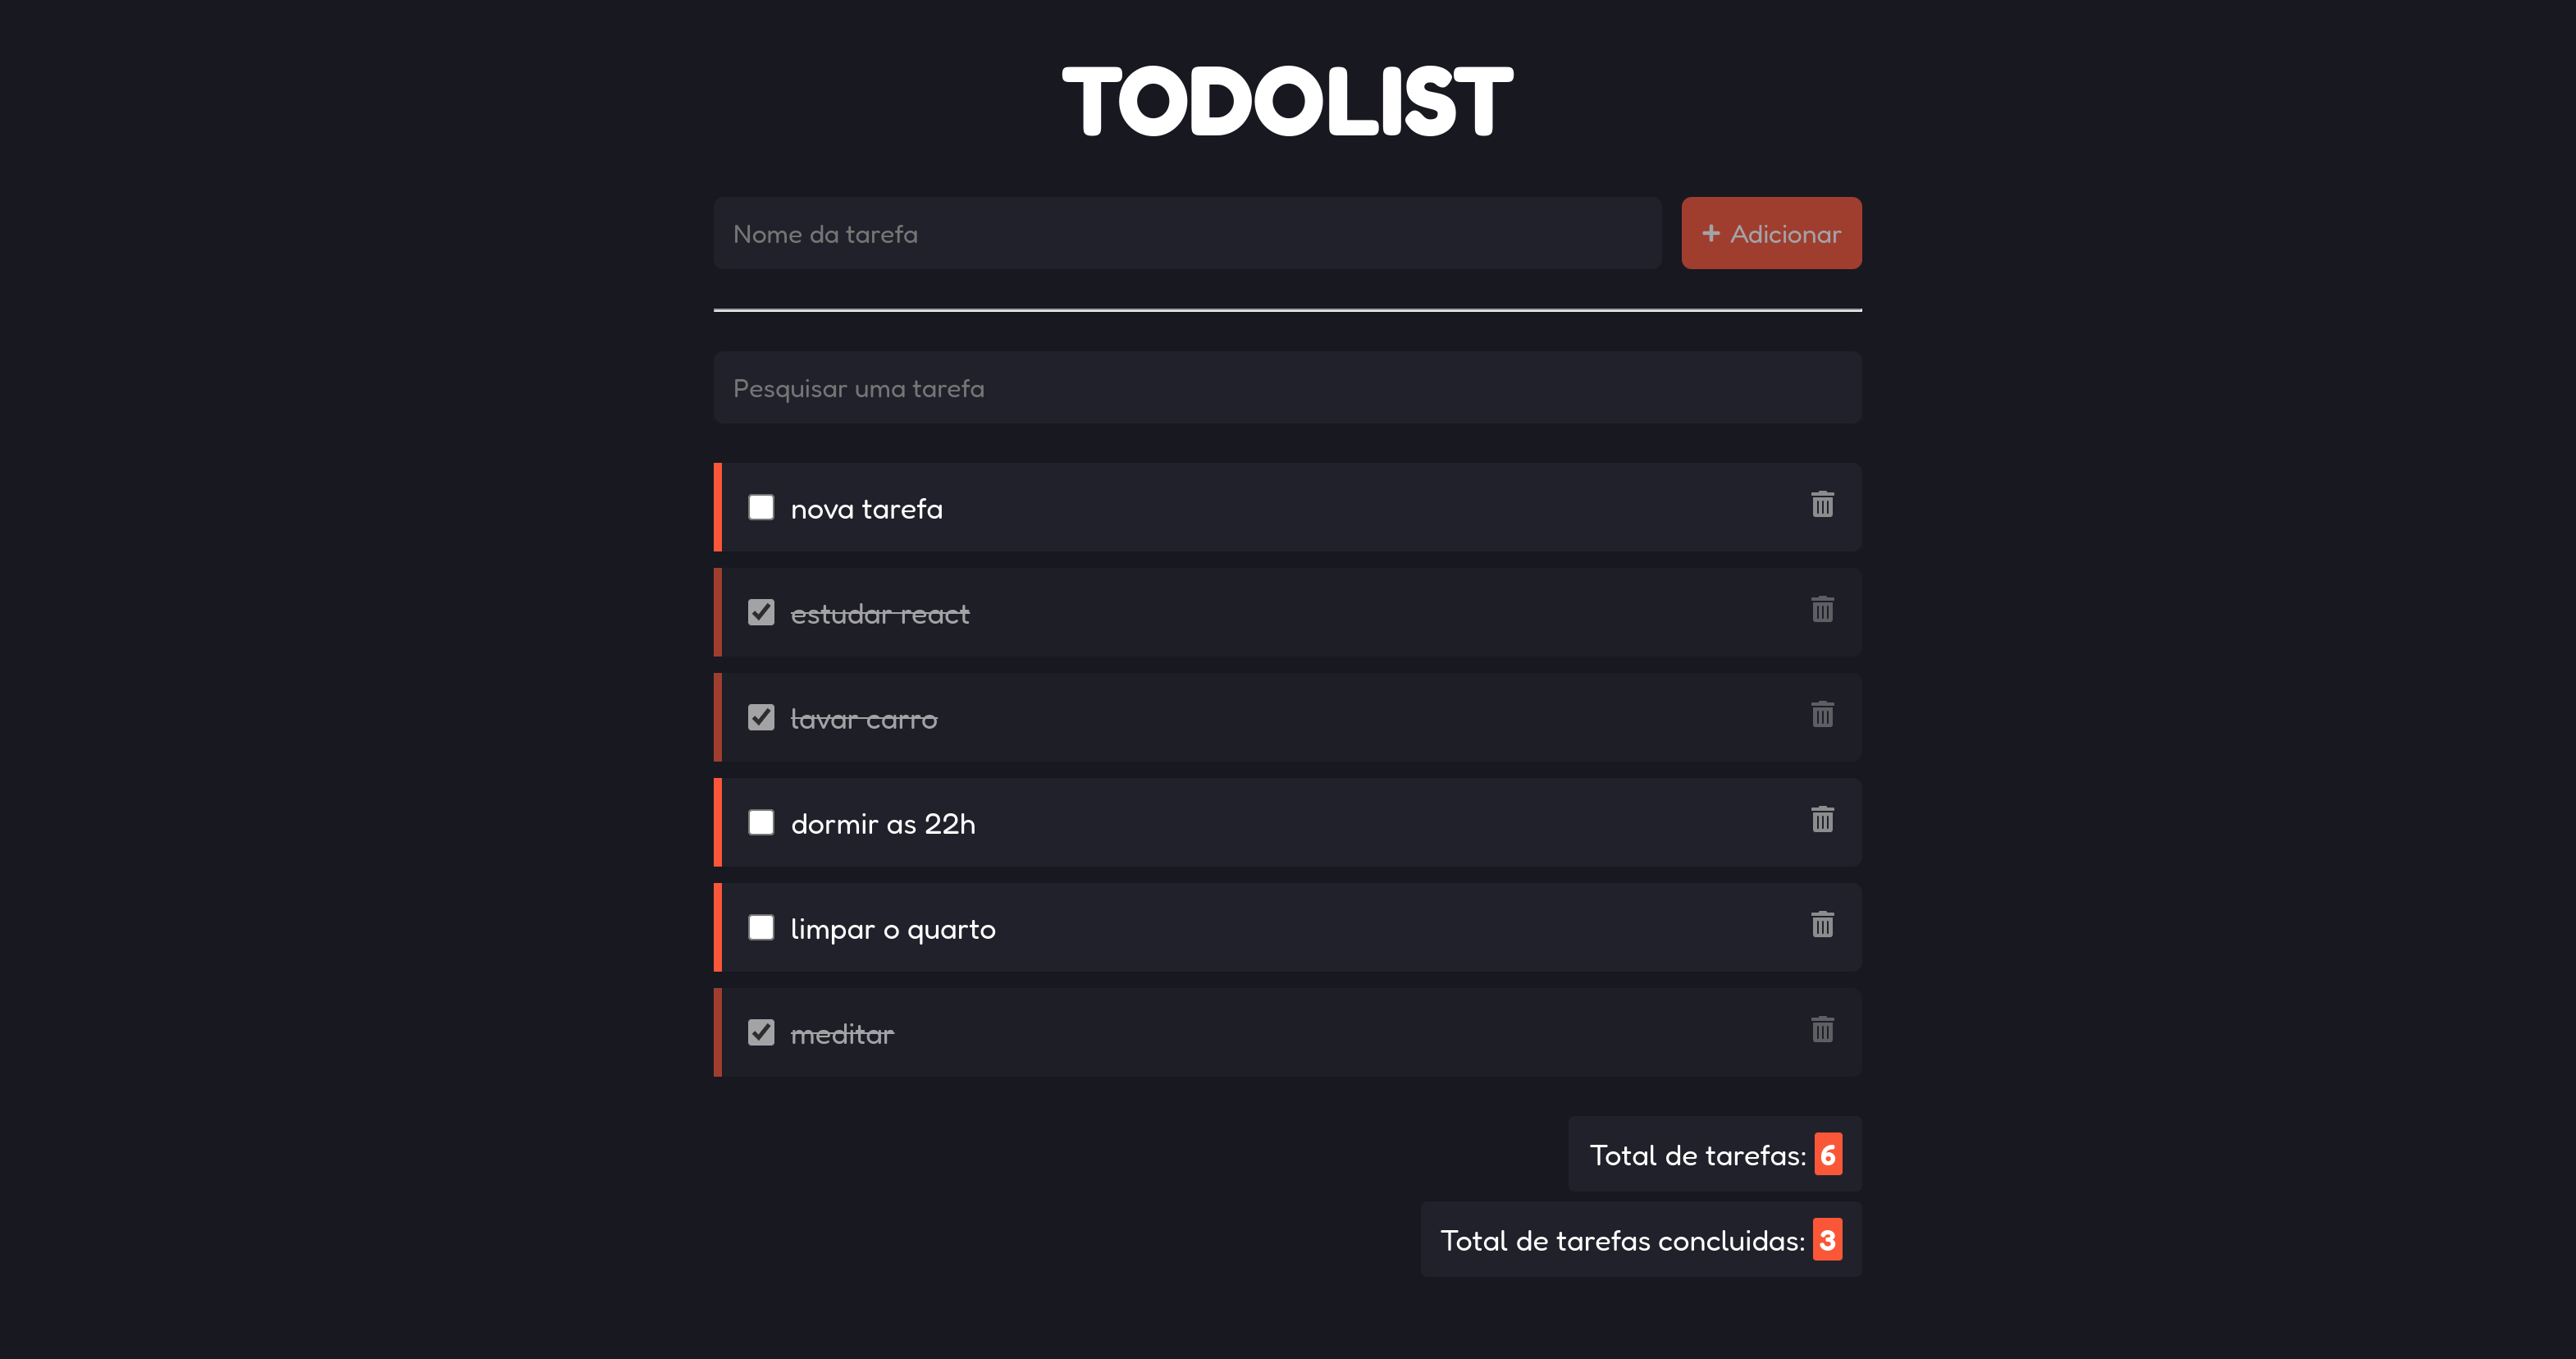 TODOLIST
Nome da tarefa
+ Adicionar
Pesquisar uma tarefa
nova tarefa
estudar react
lavar carro
dormir as 22h
limpar o quarto
meditar
Total de tarefas: 6
Total de tarefas concluidas: 3